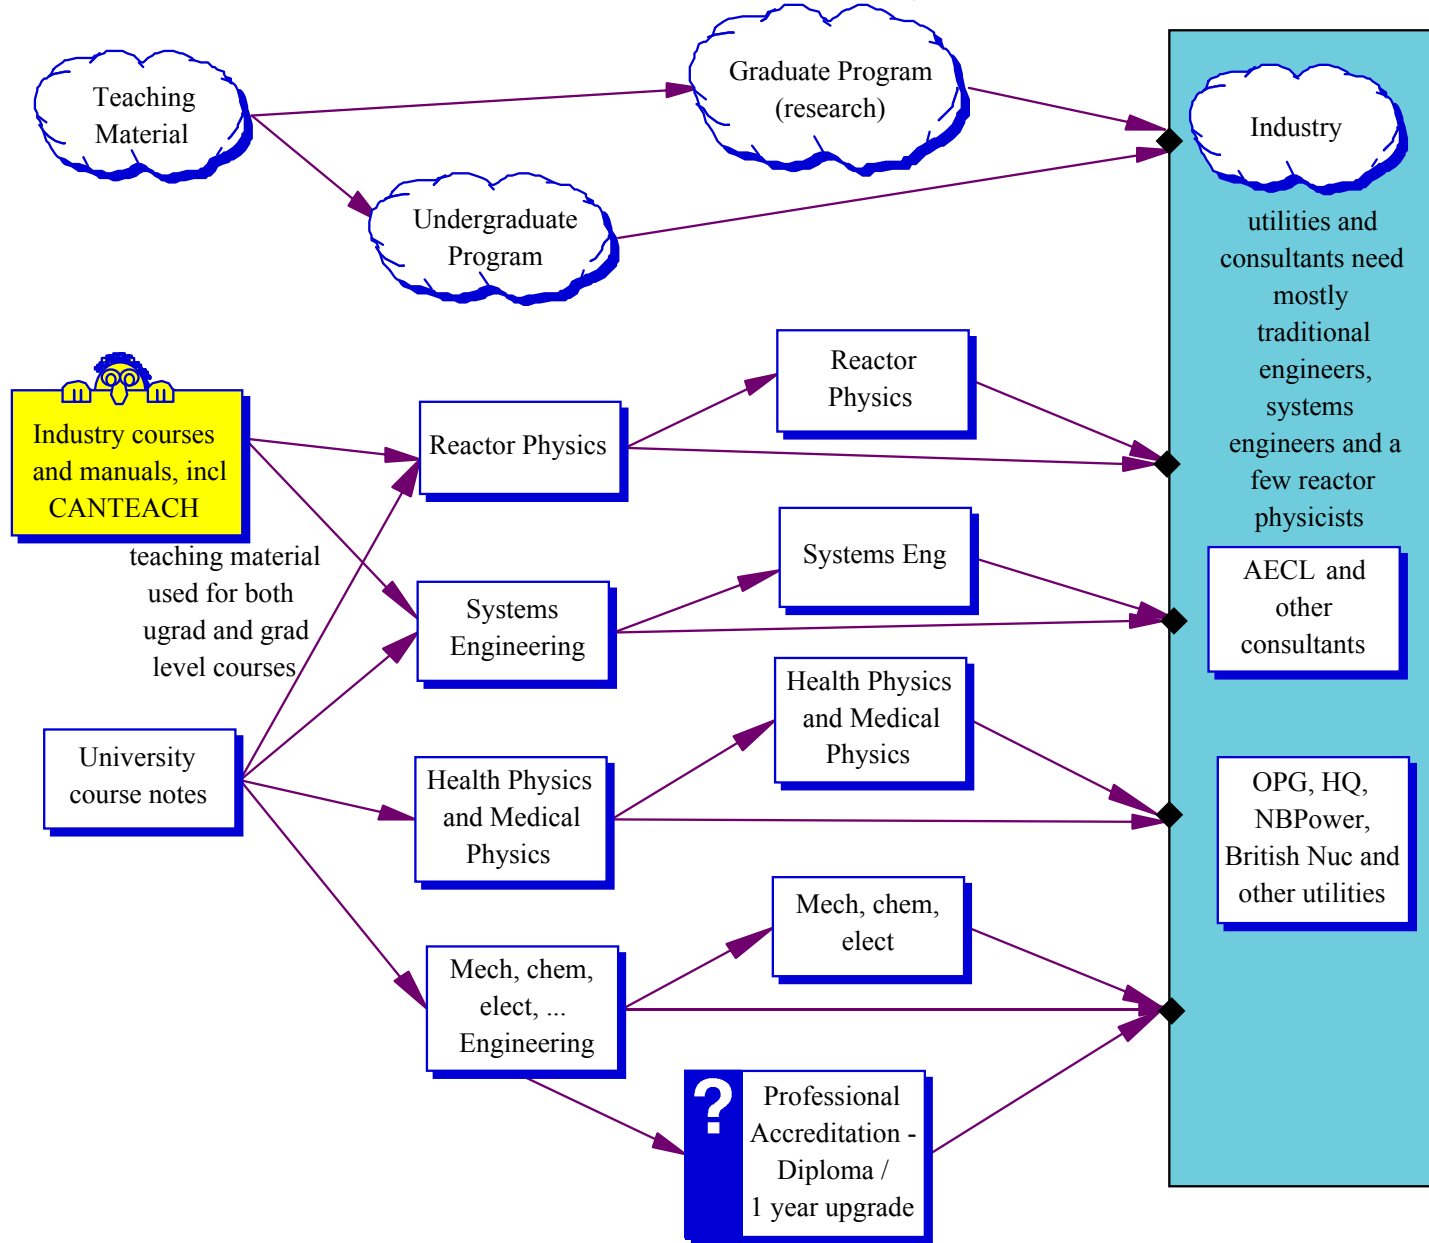 Teaching
Material
Graduate Program
(research)
Industry
Undergraduate
Program
utilities and
consultants need
mostly
traditional
engineers,
systems
engineers and a
few reactor
physicists
Industry courses
and manuals, incl
CANTEACH
Reactor Physics
Reactor
Physics
teaching material
used for both
ugrad and grad
level courses
Systems
Engineering
Systems Eng
AECL and
other
consultants
University
course notes
Health Physics
and Medical
Physics
Health Physics
and Medical
Physics
OPG, HQ,
NBPower,
British Nuc and
other utilities
Mech, chem,
elect, ...
Engineering
Mech, chem,
elect
?
Professional
Accreditation -
Diploma /
1 year upgrade